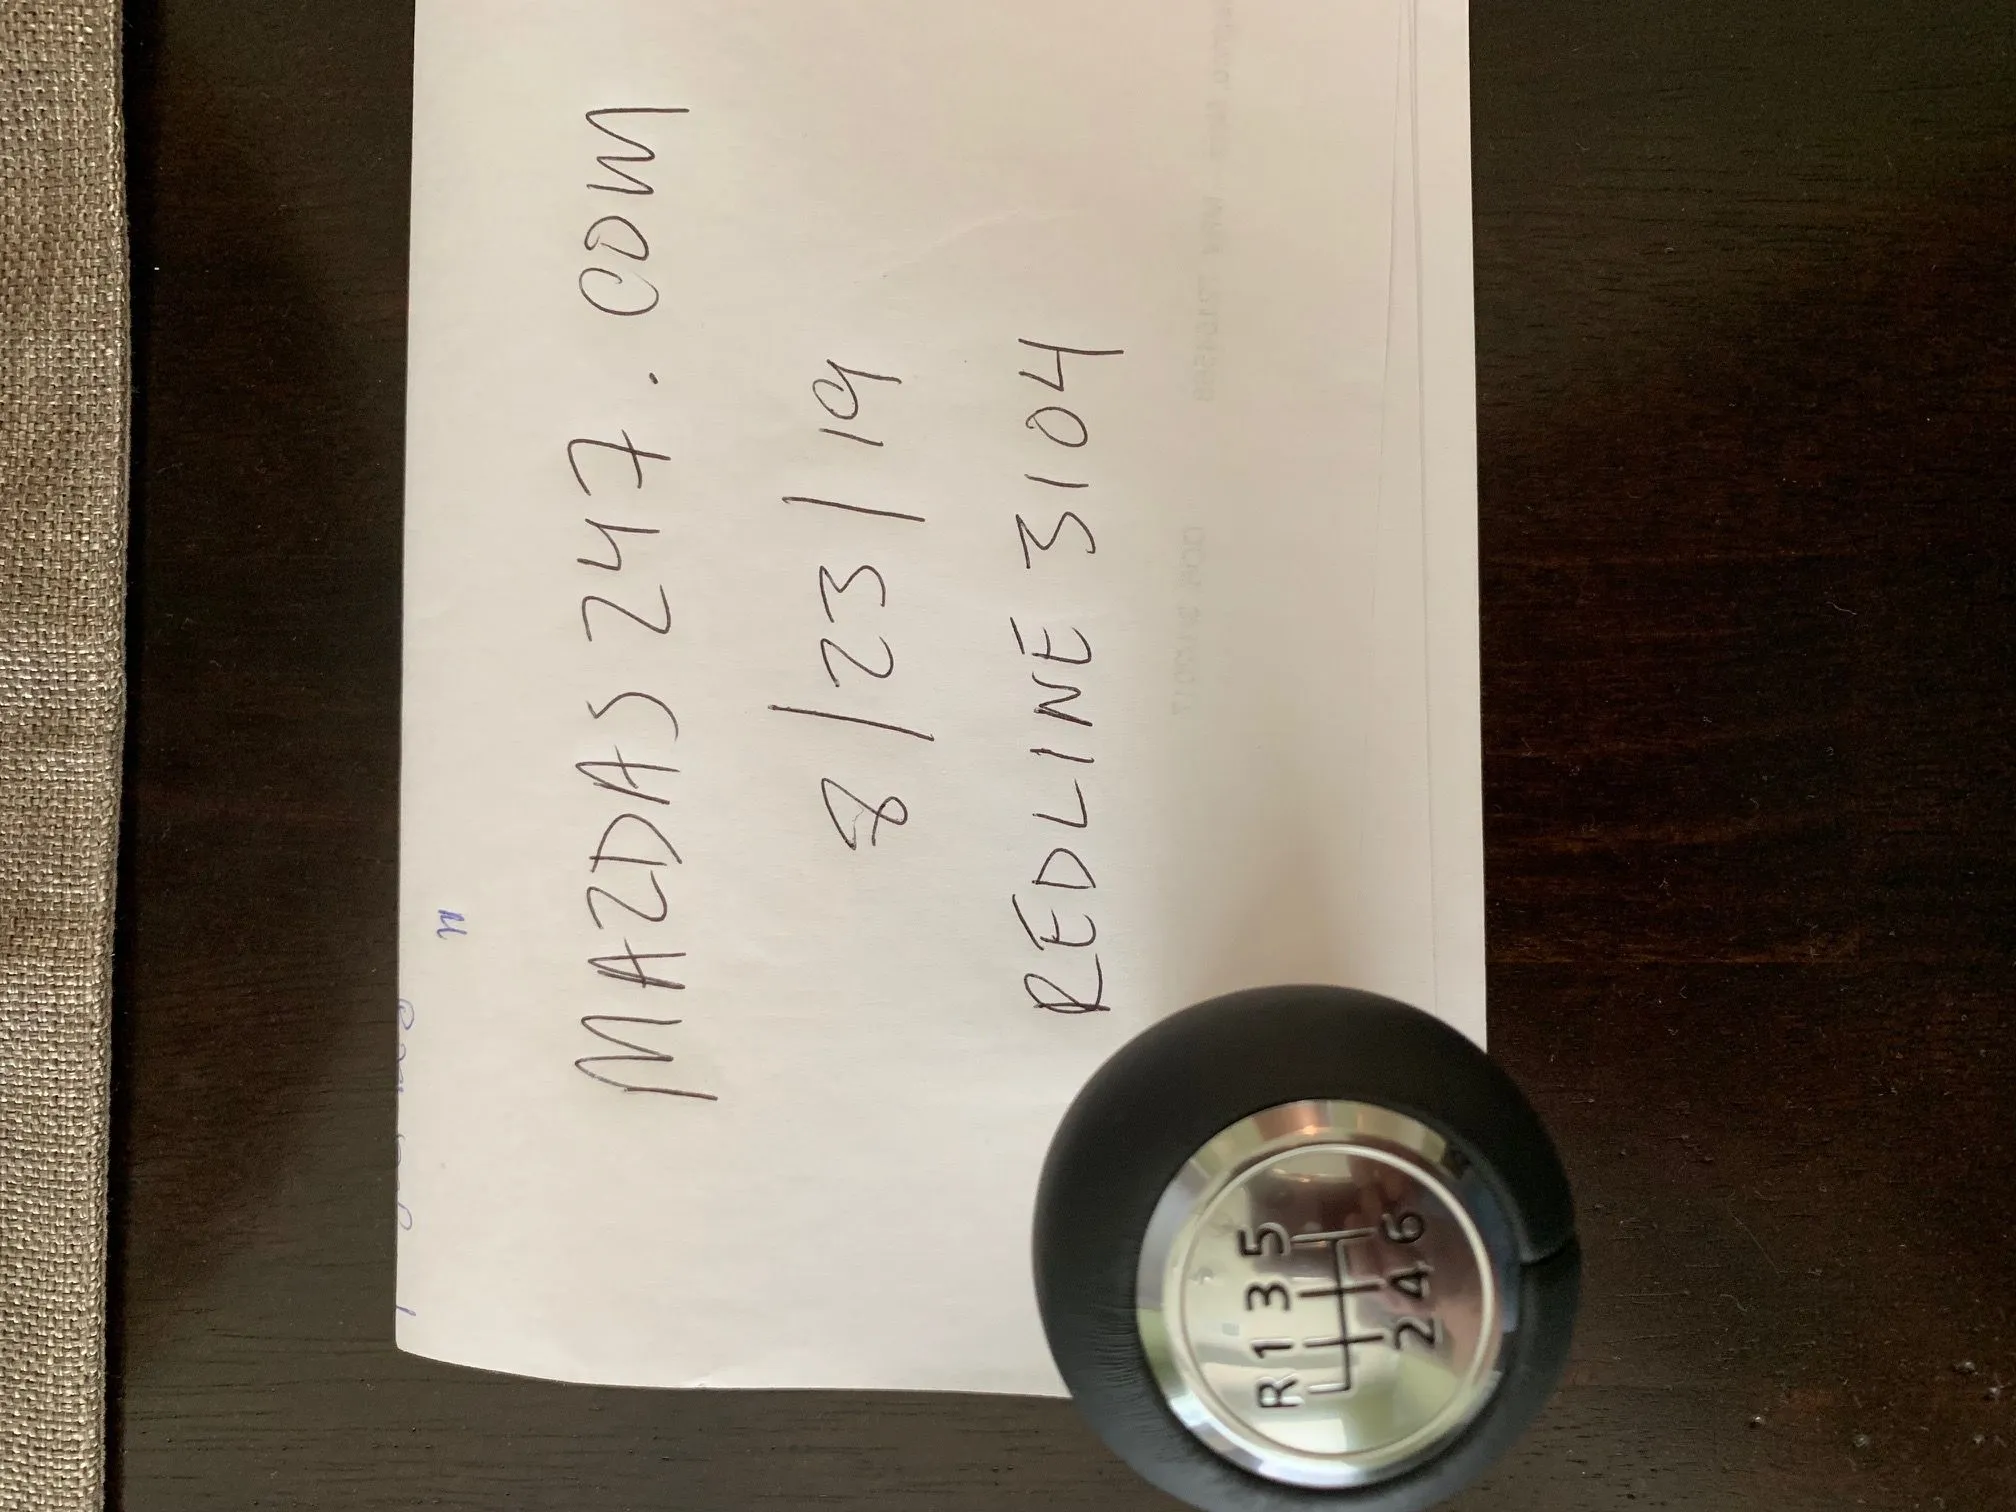 MAZDAS247.COM
8/23/19
REDLINE 3104
R 1 3 5
2 4 6